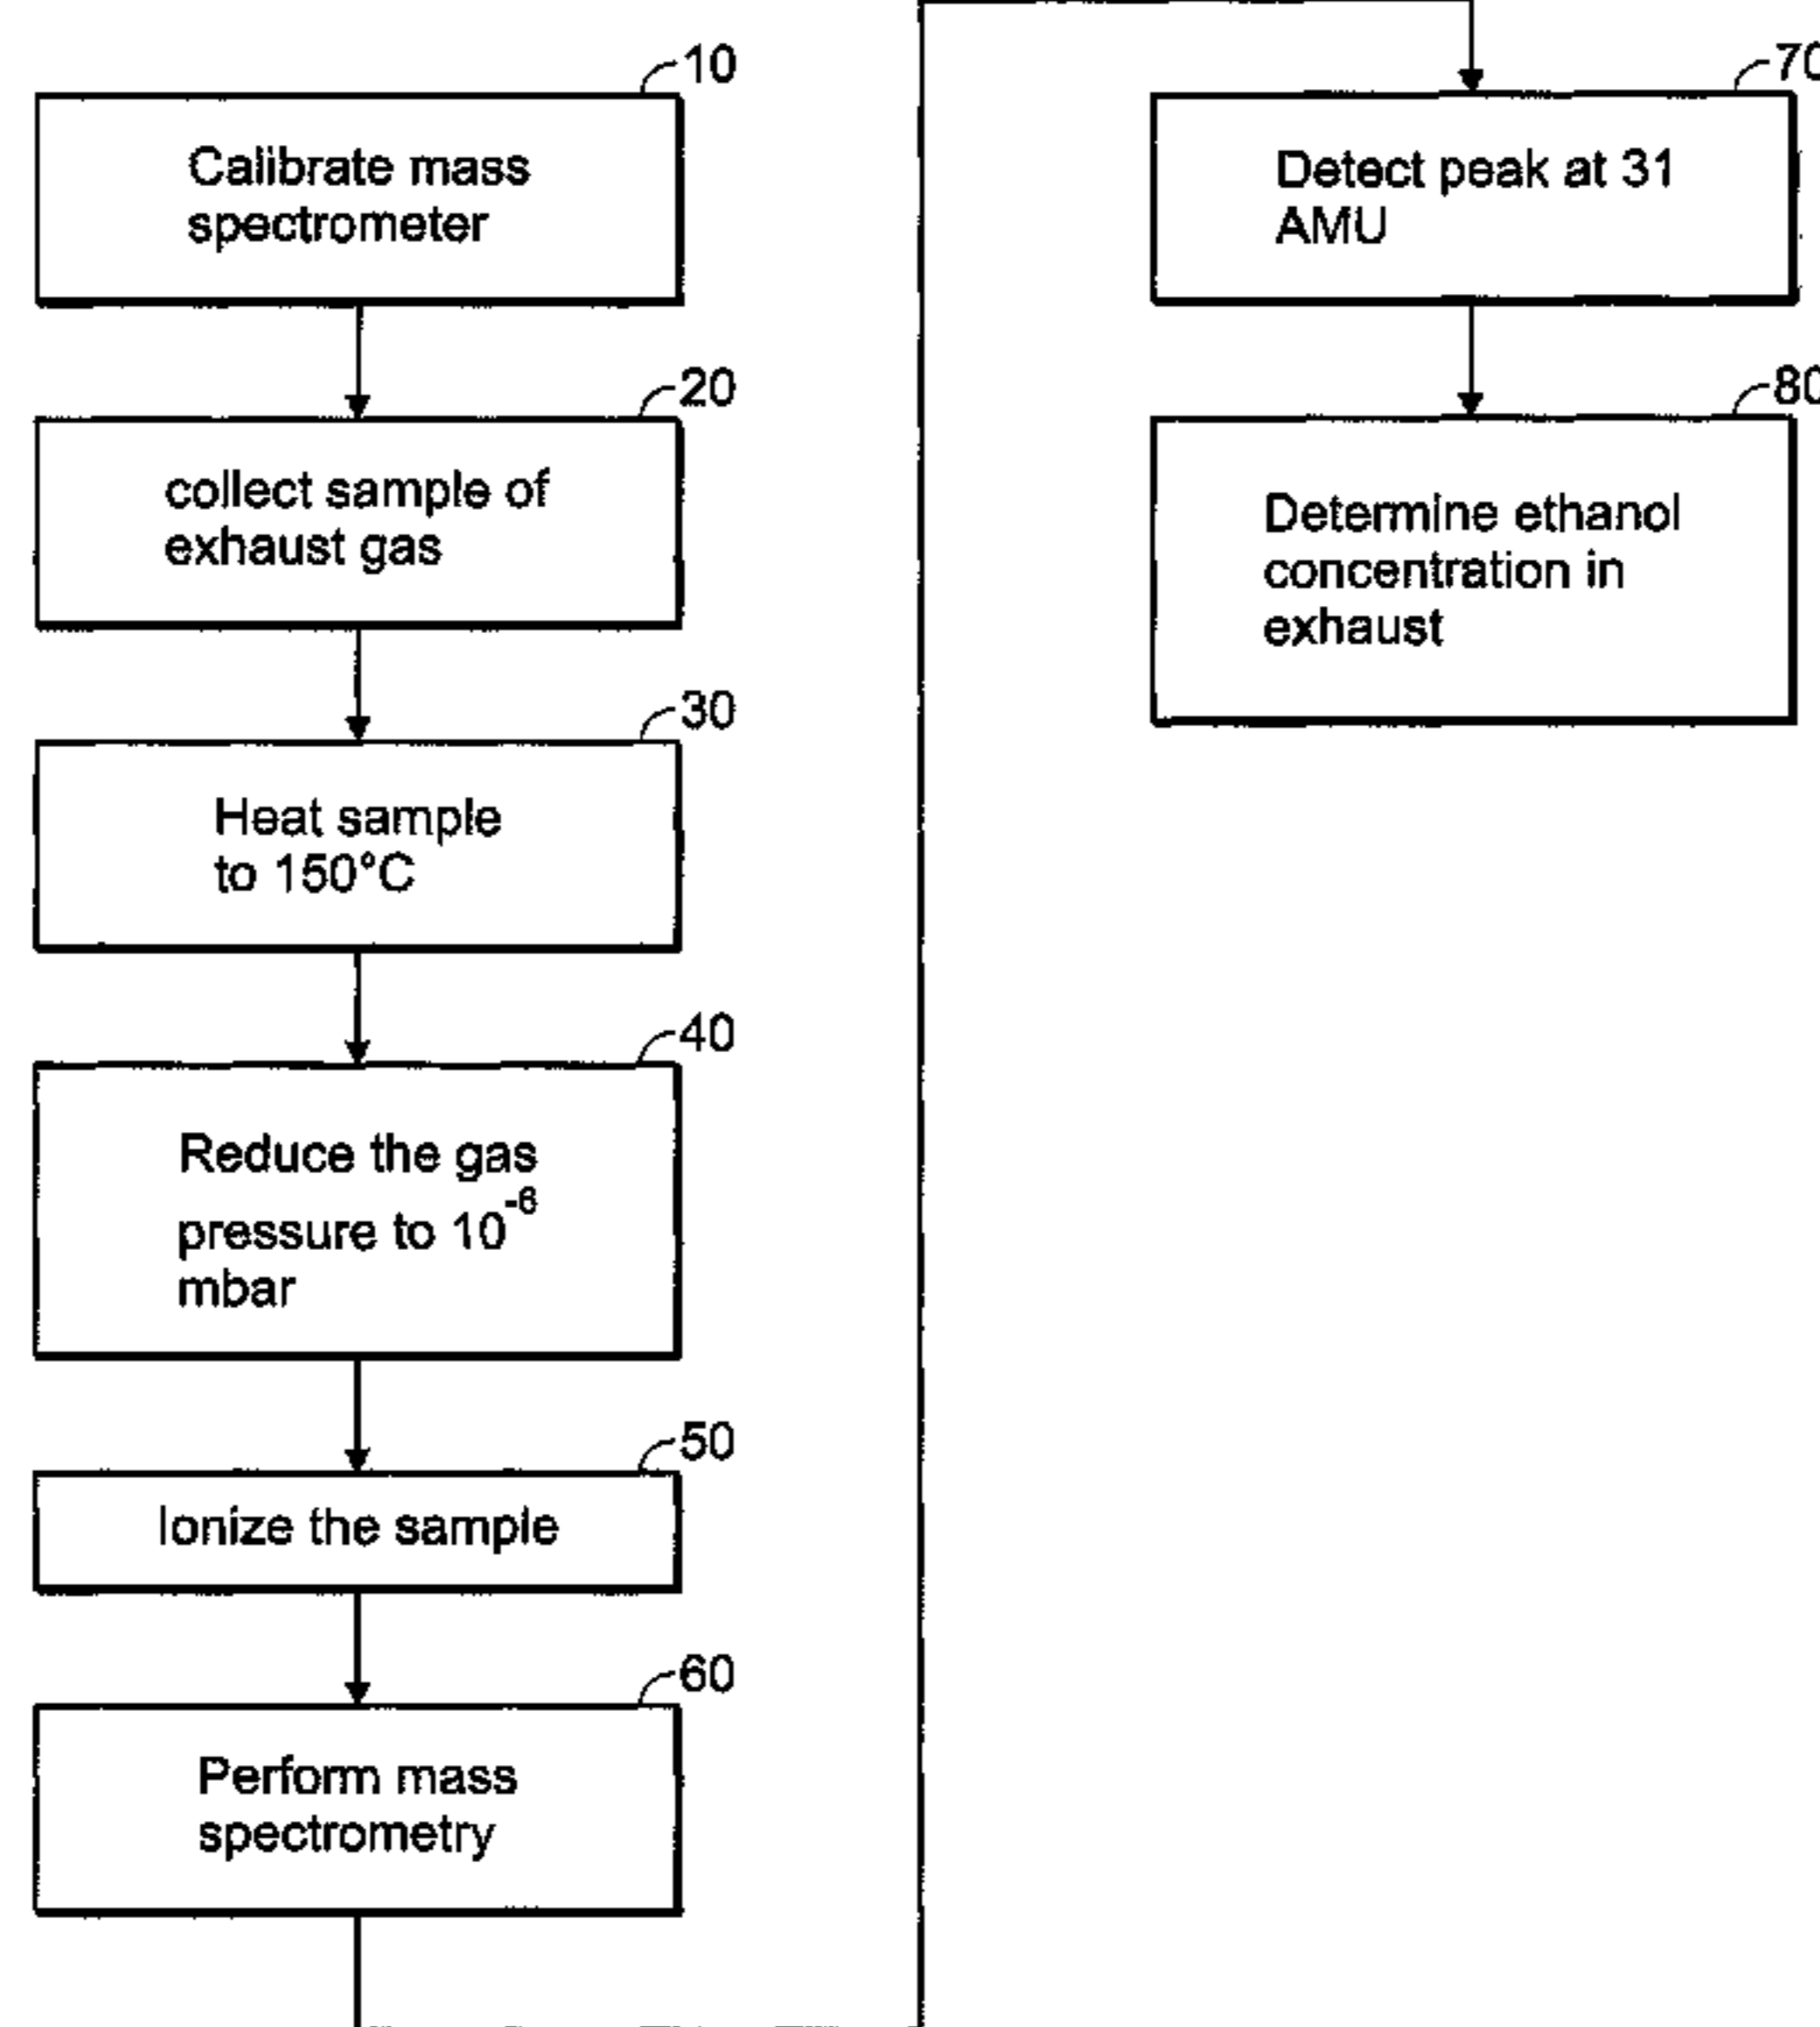 10
Calibrate mass
spectrometer
20
collect sample of
exhaust gas
30
Heat sample
to 150°C
40
Reduce the gas
pressure to 10⁻⁶
mbar
50
Ionize the sample
60
Perform mass
spectrometry
70
Detect peak at 31
AMU
80
Determine ethanol
concentration in
exhaust